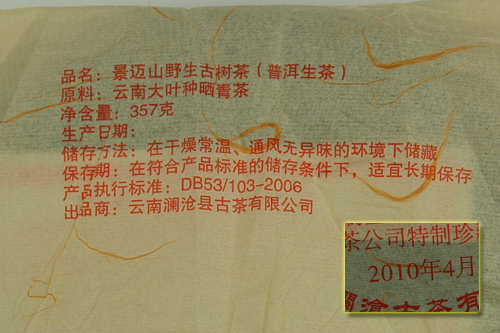 品名：景迈山野生古树茶（普洱生茶）
原料：云南大叶种晒青茶
净含量：357克
生产日期：
储存方法：在干燥常温、通风无异味的环境下储藏
保存期：在符合产品标准的储存条件下，适宜长期保存
产品执行标准：DB53/103-2006
出品商：云南澜沧县古茶有限公司
茶公司特制珍
2010年4月
澜沧古茶有